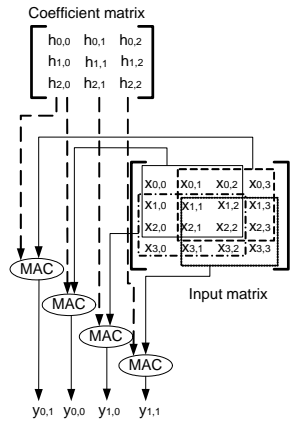 Coefficient matrix
h0,0 h0,1 h0,2
h1,0 h1,1 h1,2
h2,0 h2,1 h2,2
x0,0 x0,1 x0,2 x0,3
x1,0 x1,1 x1,2 x1,3
x2,0 x2,1 x2,2 x2,3
x3,0 x3,1 x3,2 x3,3
Input matrix
MAC
MAC
MAC
MAC
y0,1 y0,0 y1,0 y1,1